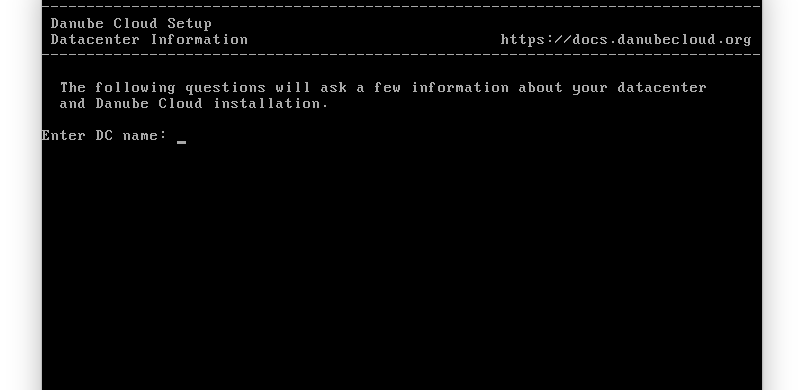 Danube Cloud Setup
Datacenter Information https://docs.danubecloud.org
The following questions will ask a few information about your datacenter
and Danube Cloud installation.
Enter DC name: _